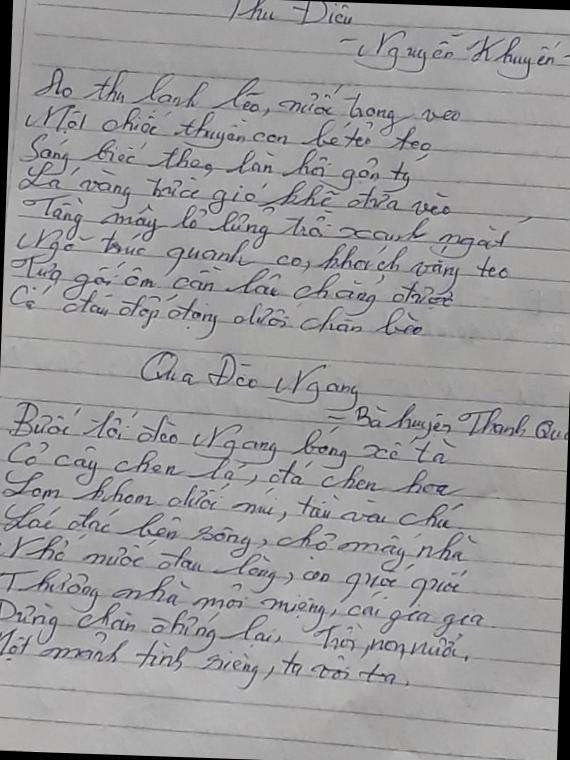 Thu Điếu
- Nguyễn Khuyến -
Ao thu lạnh lẽo, nước trong veo
Một chiếc thuyền con bé tẻo teo
Sóng biếc theo làn hơi gợn tý
Lá vàng trước gió khẽ đưa vèo
Tầng mây lơ lửng trời xanh ngắt
Ngõ trúc quanh co, khách vắng teo
Tựa gối ôm cần lâu chẳng được
Cá đâu đớp động dưới chân bèo
Qua Đèo Ngang
= Bà huyện Thanh Qua
Bước tới đèo Ngang bóng xế tà
Cỏ cây chen lá, đá chen hoa
Lom khom dưới núi, tiều vài chú
Lác đác bên sông, chợ mấy nhà
Nhớ nước đau lòng, con quốc quốc
Thương nhà mỏi miệng, cái gia gia.
Dừng chân đứng lại, Trời, non, nước,
Một mảnh tình riêng, ta với ta.